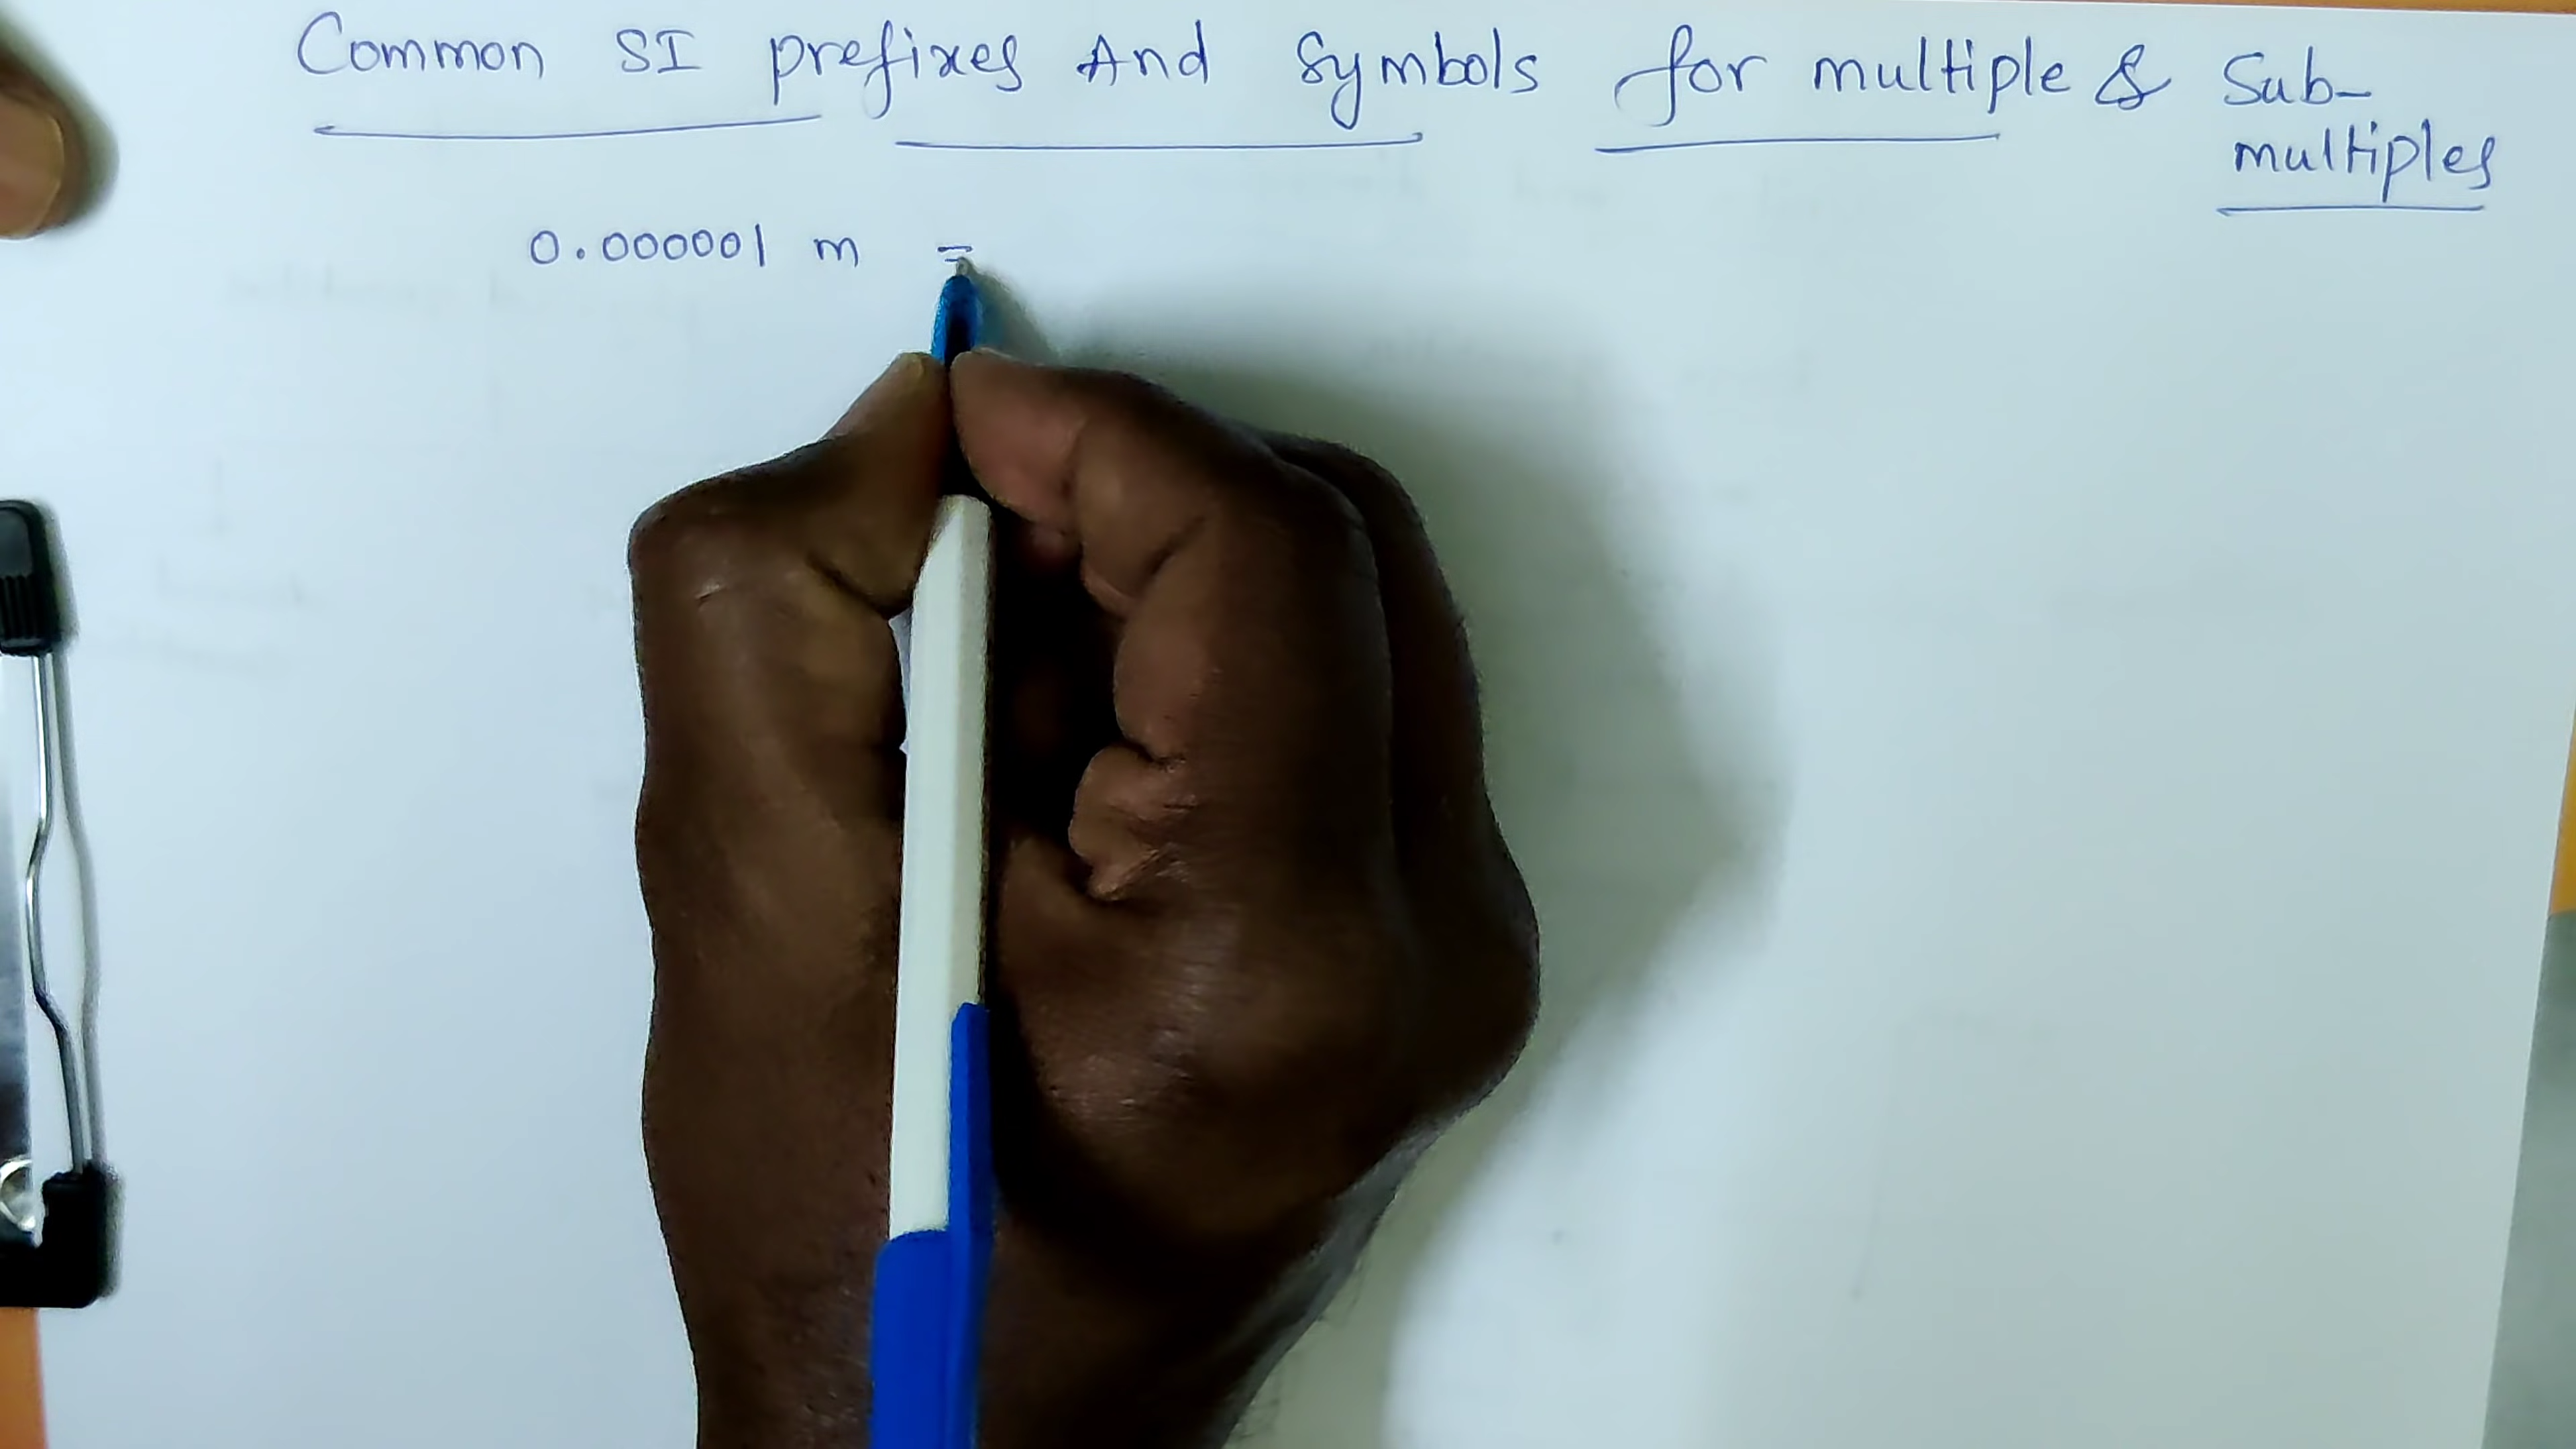 Common SI prefixes And Symbols for multiple & Sub-
multiples
0.000001 m =